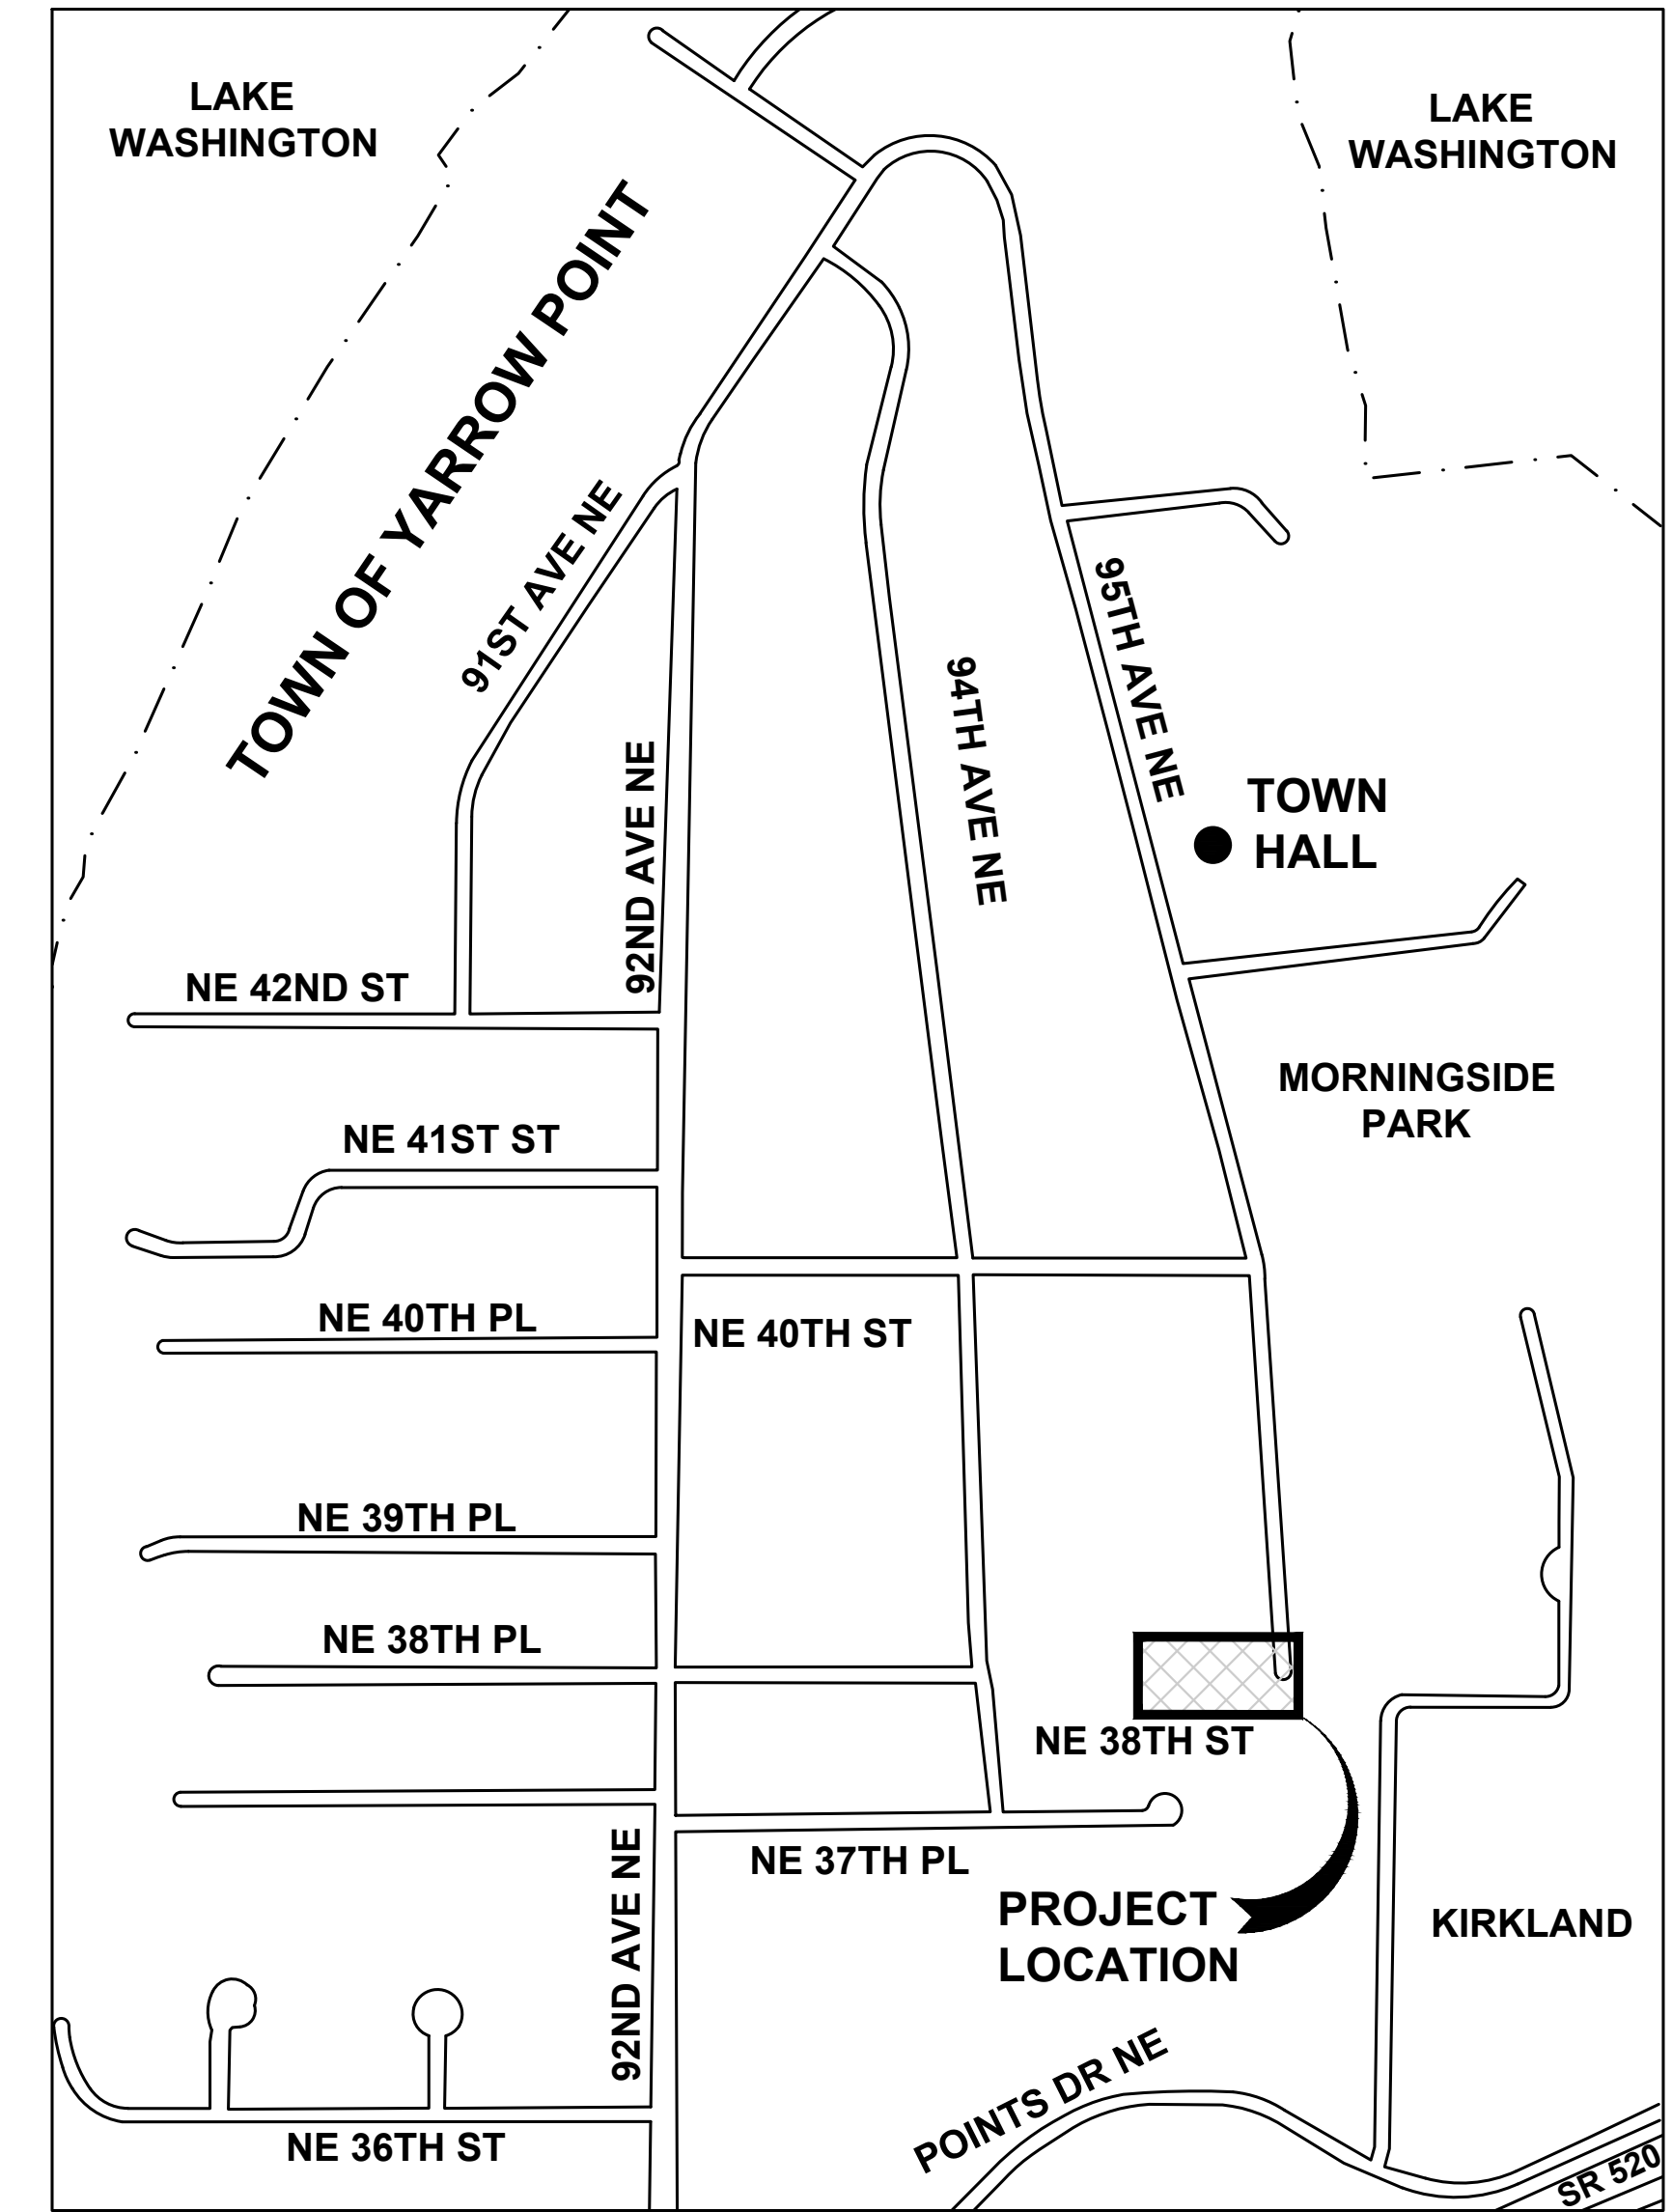 LAKE
WASHINGTON
LAKE
WASHINGTON
TOWN OF YARROW POINT
91ST AVE NE
95TH AVE NE
94TH AVE NE
92ND AVE NE
TOWN
HALL
NE 42ND ST
MORNINGSIDE
PARK
NE 41ST ST
NE 40TH PL
NE 40TH ST
NE 39TH PL
NE 38TH PL
NE 38TH ST
NE 37TH PL
92ND AVE NE
PROJECT
LOCATION
KIRKLAND
POINTS DR NE
NE 36TH ST
SR 520